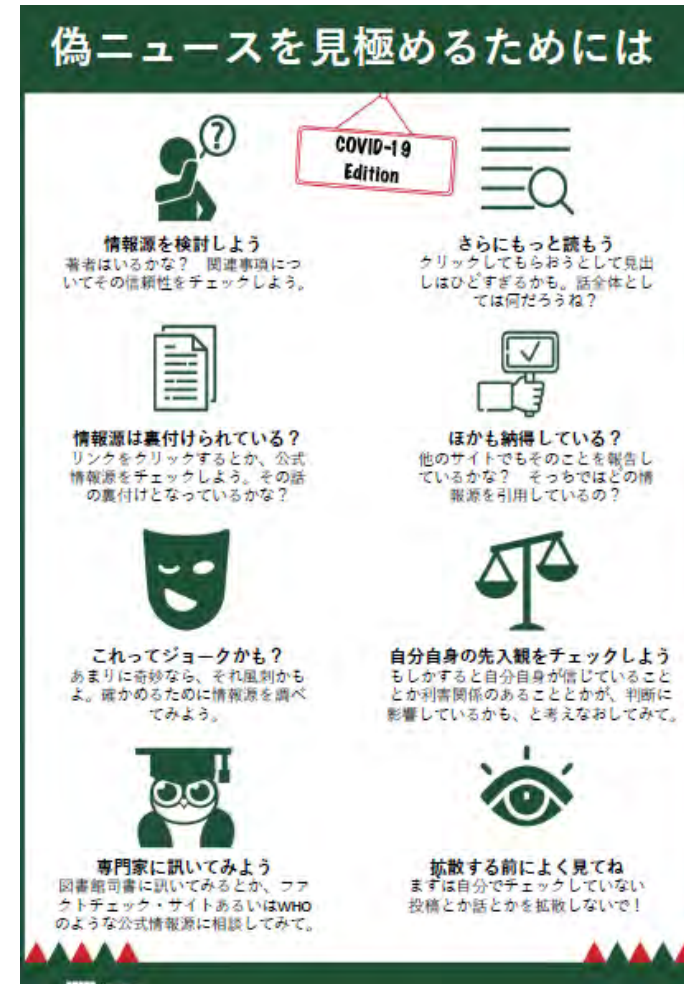 偽ニュースを見極めるためには
COVID-19
Edition
?
情報源を検討しよう
著者はいるかな？ 関連事項につ
いてその信頼性をチェックしよう。
さらにもっと読もう
クリックしてもらおうとして見出
しはひどすぎるかも。話全体とし
ては何だろうね？
情報源は裏付けられている？
リンクをクリックするとか、公式
情報源をチェックしよう。その話
の裏付けとなっているかな？
ほかも納得している？
他のサイトでもそのことを報告し
ているかな？ そっちではどの情
報源を引用しているの？
これってジョークかも？
あまりに奇妙なら、それ風刺かも
よ。確かめるために情報源を調べ
てみよう。
自分自身の先入観をチェックしよう
もしかすると自分自身が信じていること
とか利害関係のあることとかが、判断に
影響しているかも、と考えなおしてみて。
専門家に訊いてみよう
図書館司書に訊いてみるとか、ファ
クトチェック・サイトあるいはWHO
のような公式情報源に相談してみて。
拡散する前によく見てね
まずは自分でチェックしていない
投稿とか話とかを拡散しないで！